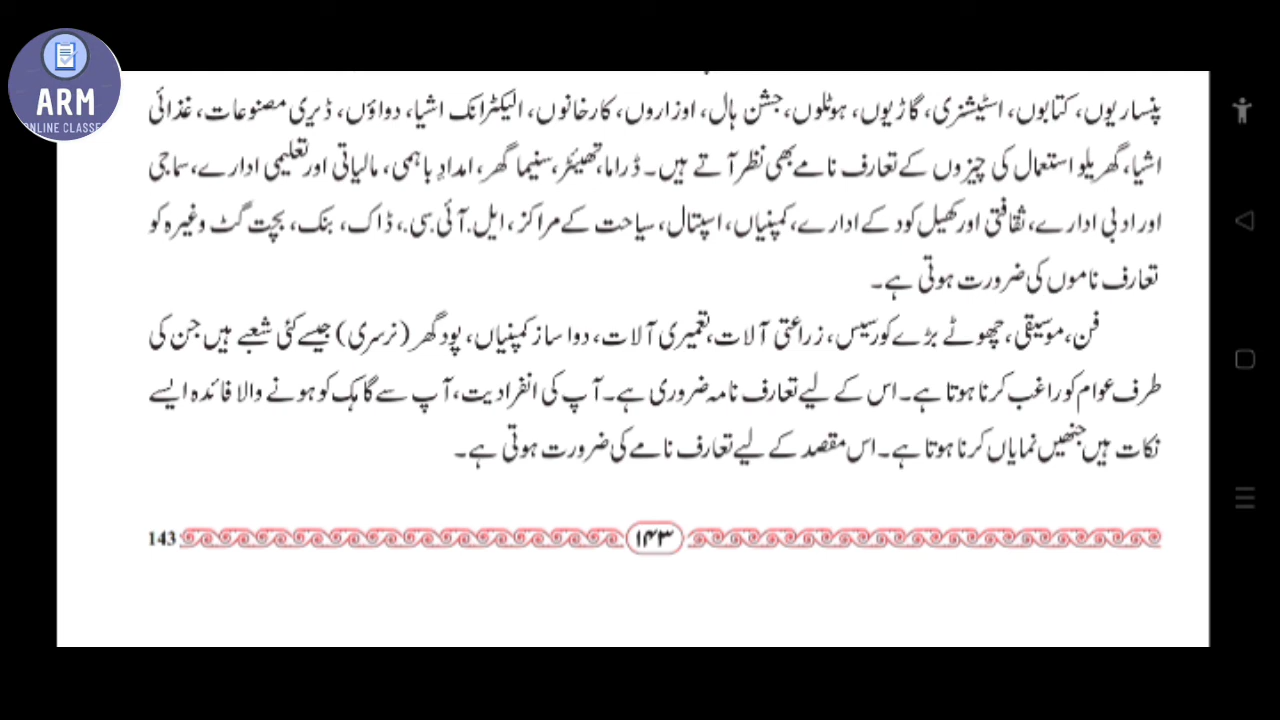 ARM
ONLINE CLASSES
پنساریوں، کتابوں، اسٹیشنری، گاڑیوں، ہوٹلوں، جشن ہال، اوزاروں، کارخانوں، الیکٹرانک اشیا، دواؤں، ڈیری مصنوعات، غذائی
اشیا، گھریلو استعمال کی چیزوں کے تعارف نامے بھی نظر آتے ہیں۔ ڈراما، تھیئٹر، سنیما گھر، امدادِ باہمی، مالیاتی اور تعلیمی ادارے، سماجی
اور ادبی ادارے، ثقافتی اور کھیل کود کے ادارے، کمپنیاں، اسپتال، سیاحت کے مراکز، ایل.آئی.سی.، ڈاک، بنک، بچت گٹ وغیرہ کو
تعارف ناموں کی ضرورت ہوتی ہے۔
فن، موسیقی، چھوٹے بڑے کورسیس، زراعتی آلات، تعمیری آلات، دوا ساز کمپنیاں، پودگھر (نرسری) جیسے کئی شعبے ہیں جن کی
طرف عوام کو راغب کرنا ہوتا ہے۔ اس کے لیے تعارف نامہ ضروری ہے۔ آپ کی انفرادیت، آپ سے گاہک کو ہونے والا فائدہ ایسے
نکات ہیں جنھیں نمایاں کرنا ہوتا ہے۔ اس مقصد کے لیے تعارف نامے کی ضرورت ہوتی ہے۔
۱۴۳
143